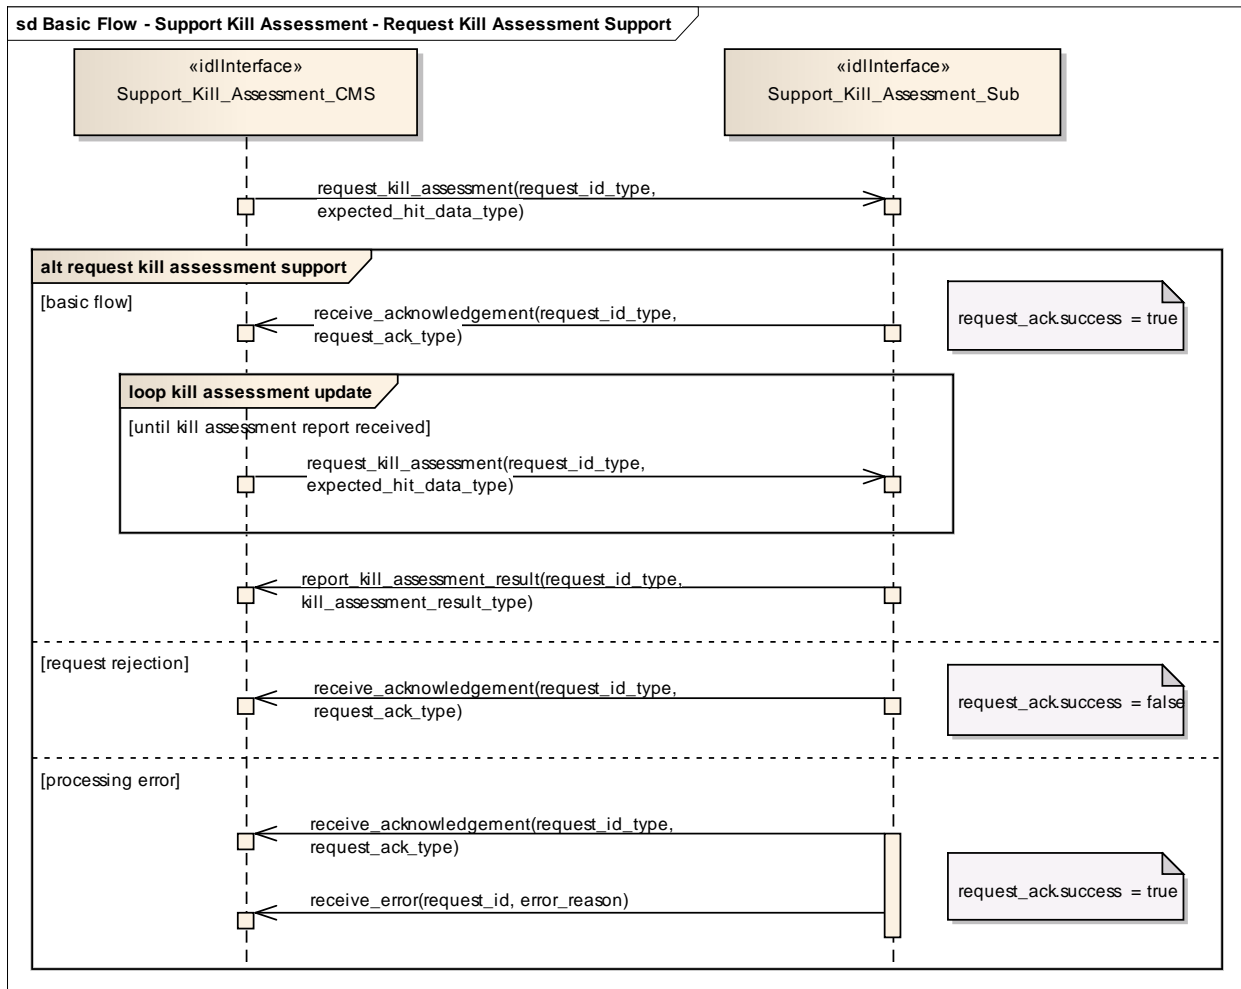 sd Basic Flow - Support Kill Assessment - Request Kill Assessment Support
«idlInterface»
Support_Kill_Assessment_CMS
«idlInterface»
Support_Kill_Assessment_Sub
request_kill_assessment(request_id_type,
expected_hit_data_type)
alt request kill assessment support
[basic flow]
receive_acknowledgement(request_id_type,
request_ack_type)
request_ack.success = true
loop kill assessment update
[until kill assessment report received]
request_kill_assessment(request_id_type,
expected_hit_data_type)
report_kill_assessment_result(request_id_type,
kill_assessment_result_type)
[request rejection]
receive_acknowledgement(request_id_type,
request_ack_type)
request_ack.success = false
[processing error]
receive_acknowledgement(request_id_type,
request_ack_type)
receive_error(request_id, error_reason)
request_ack.success = true